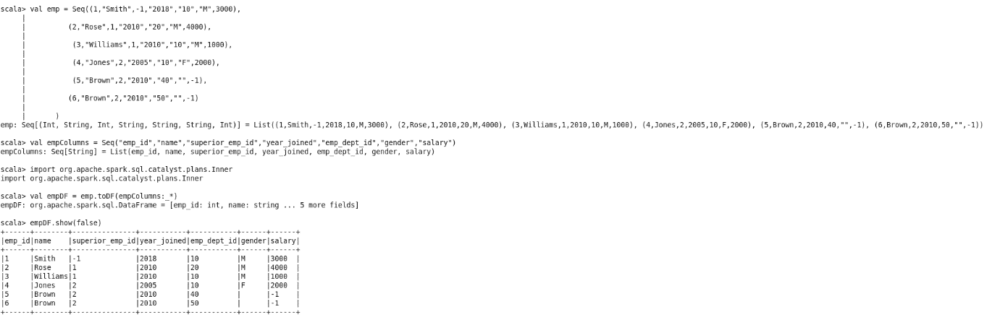 scala> val emp = Seq((1,"Smith",-1,"2018","10","M",3000),
     |
     |          (2,"Rose",1,"2010","20","M",4000),
     |
     |           (3,"Williams",1,"2010","10","M",1000),
     |
     |           (4,"Jones",2,"2005","10","F",2000),
     |
     |           (5,"Brown",2,"2010","40","",-1),
     |
     |          (6,"Brown",2,"2010","50","",-1)
     |
     |       )
emp: Seq[(Int, String, Int, String, String, String, Int)] = List((1,Smith,-1,2018,10,M,3000), (2,Rose,1,2010,20,M,4000), (3,Williams,1,2010,10,M,1000), (4,Jones,2,2005,10,F,2000), (5,Brown,2,2010,40,"",-1), (6,Brown,2,2010,50,"",-1))
scala> val empColumns = Seq("emp_id","name","superior_emp_id","year_joined","emp_dept_id","gender","salary")
empColumns: Seq[String] = List(emp_id, name, superior_emp_id, year_joined, emp_dept_id, gender, salary)
scala> import org.apache.spark.sql.catalyst.plans.Inner
import org.apache.spark.sql.catalyst.plans.Inner
scala> val empDF = emp.toDF(empColumns:_*)
empDF: org.apache.spark.sql.DataFrame = [emp_id: int, name: string ... 5 more fields]
scala> empDF.show(false)
+------+--------+---------------+-----------+-----------+------+------+
|emp_id|name    |superior_emp_id|year_joined|emp_dept_id|gender|salary|
+------+--------+---------------+-----------+-----------+------+------+
|1     |Smith   |-1             |2018       |10         |M     |3000  |
|2     |Rose    |1              |2010       |20         |M     |4000  |
|3     |Williams|1              |2010       |10         |M     |1000  |
|4     |Jones   |2              |2005       |10         |F     |2000  |
|5     |Brown   |2              |2010       |40         |      |-1    |
|6     |Brown   |2              |2010       |50         |      |-1    |
+------+--------+---------------+-----------+-----------+------+------+